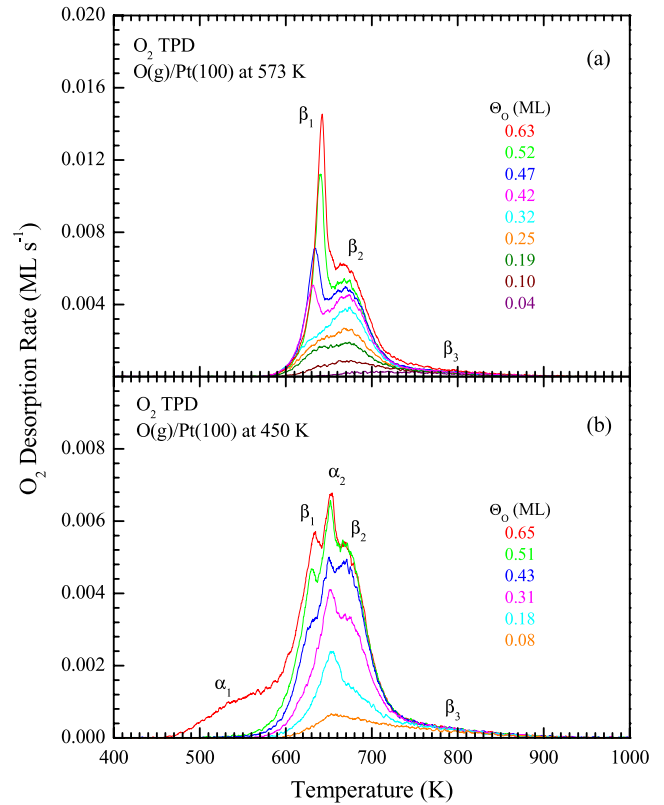 O₂ TPD
O(g)/Pt(100) at 573 K
(a)
β₁
β₂
β₃
Θ_O (ML)
0.63
0.52
0.47
0.42
0.32
0.25
0.19
0.10
0.04
0.020
0.016
0.012
0.008
0.004
O₂ Desorption Rate (ML s⁻¹)
O₂ TPD
O(g)/Pt(100) at 450 K
(b)
α₂
β₁
β₂
α₁
β₃
Θ_O (ML)
0.65
0.51
0.43
0.31
0.18
0.08
0.008
0.006
0.004
0.002
0.000
400 500 600 700 800 900 1000
Temperature (K)